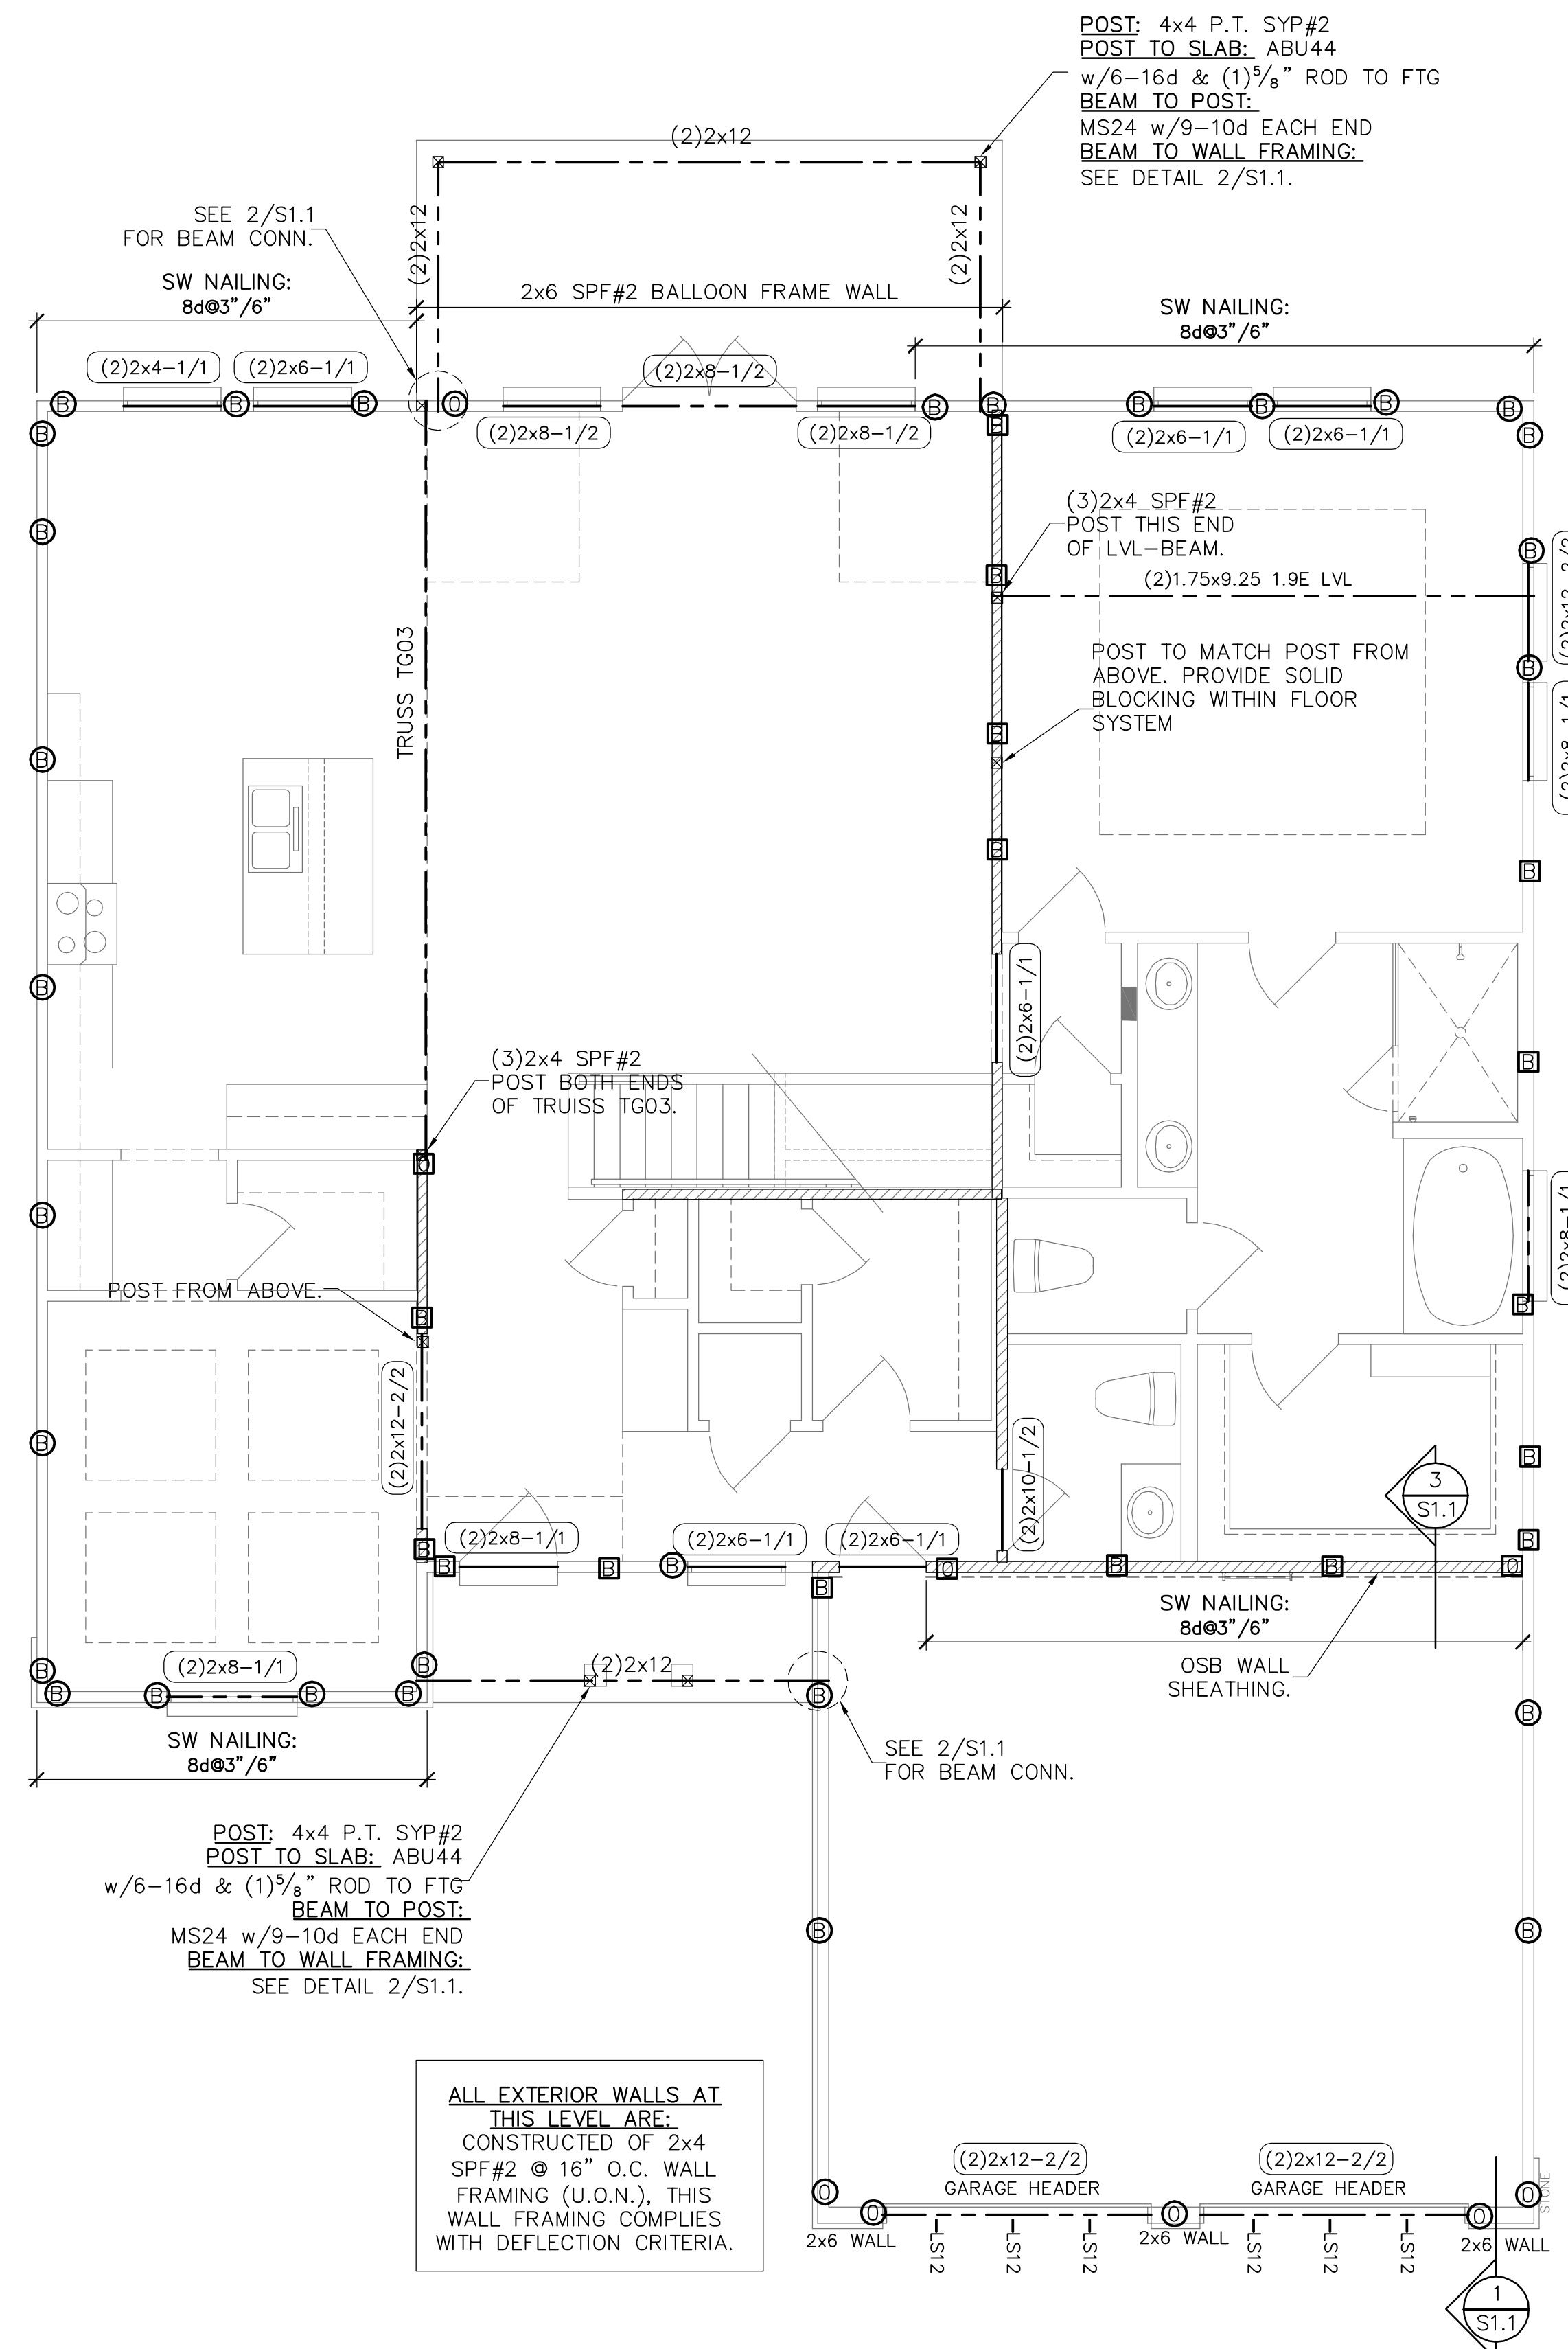 POST: 4x4 P.T. SYP#2
POST TO SLAB: ABU44
w/6-16d & (1)5/8" ROD TO FTG
BEAM TO POST:
MS24 w/9-10d EACH END
BEAM TO WALL FRAMING:
SEE DETAIL 2/S1.1.
(2)2x12
(2)2x12
(2)2x12
SEE 2/S1.1
FOR BEAM CONN.
SW NAILING:
8d@3"/6"
2x6 SPF#2 BALLOON FRAME WALL
SW NAILING:
8d@3"/6"
(2)2x4-1/1
(2)2x6-1/1
(2)2x8-1/2
B
B
B
O
B
B
B
B
B
B
(2)2x8-1/2
(2)2x8-1/2
(2)2x6-1/1
(2)2x6-1/1
B
B
B
B
(3)2x4 SPF#2
POST THIS END
OF LVL-BEAM.
B
B
(2)1.75x9.25 1.9E LVL
(2)2x12-2/2
TRUSS TG03
POST TO MATCH POST FROM
ABOVE. PROVIDE SOLID
BLOCKING WITHIN FLOOR
SYSTEM
B
(2)2x8-1/1
B
B
B
B
B
(2)2x6-1/1
(3)2x4 SPF#2
POST BOTH ENDS
OF TRUISS TG03.
B
O
B
(2)2x8-1/1
POST FROM ABOVE.
B
B
(2)2x12-2/2
B
(2)2x10-1/2
B
3
S1.1
B
B
(2)2x8-1/1
(2)2x6-1/1
(2)2x6-1/1
B
B
B
O
B
B
O
B
SW NAILING:
8d@3"/6"
B
B
(2)2x8-1/1
(2)2x12
OSB WALL
SHEATHING.
B
B
B
B
B
B
SW NAILING:
8d@3"/6"
SEE 2/S1.1
FOR BEAM CONN.
POST: 4x4 P.T. SYP#2
POST TO SLAB: ABU44
w/6-16d & (1)5/8" ROD TO FTG
BEAM TO POST:
MS24 w/9-10d EACH END
BEAM TO WALL FRAMING:
SEE DETAIL 2/S1.1.
B
B
ALL EXTERIOR WALLS AT
THIS LEVEL ARE:
CONSTRUCTED OF 2x4
SPF#2 @ 16" O.C. WALL
FRAMING (U.O.N.), THIS
WALL FRAMING COMPLIES
WITH DEFLECTION CRITERIA.
(2)2x12-2/2
GARAGE HEADER
(2)2x12-2/2
GARAGE HEADER
O
O
O
O
O
STONE
2x6 WALL
LS12
LS12
LS12
2x6 WALL
LS12
LS12
LS12
2x6 WALL
1
S1.1